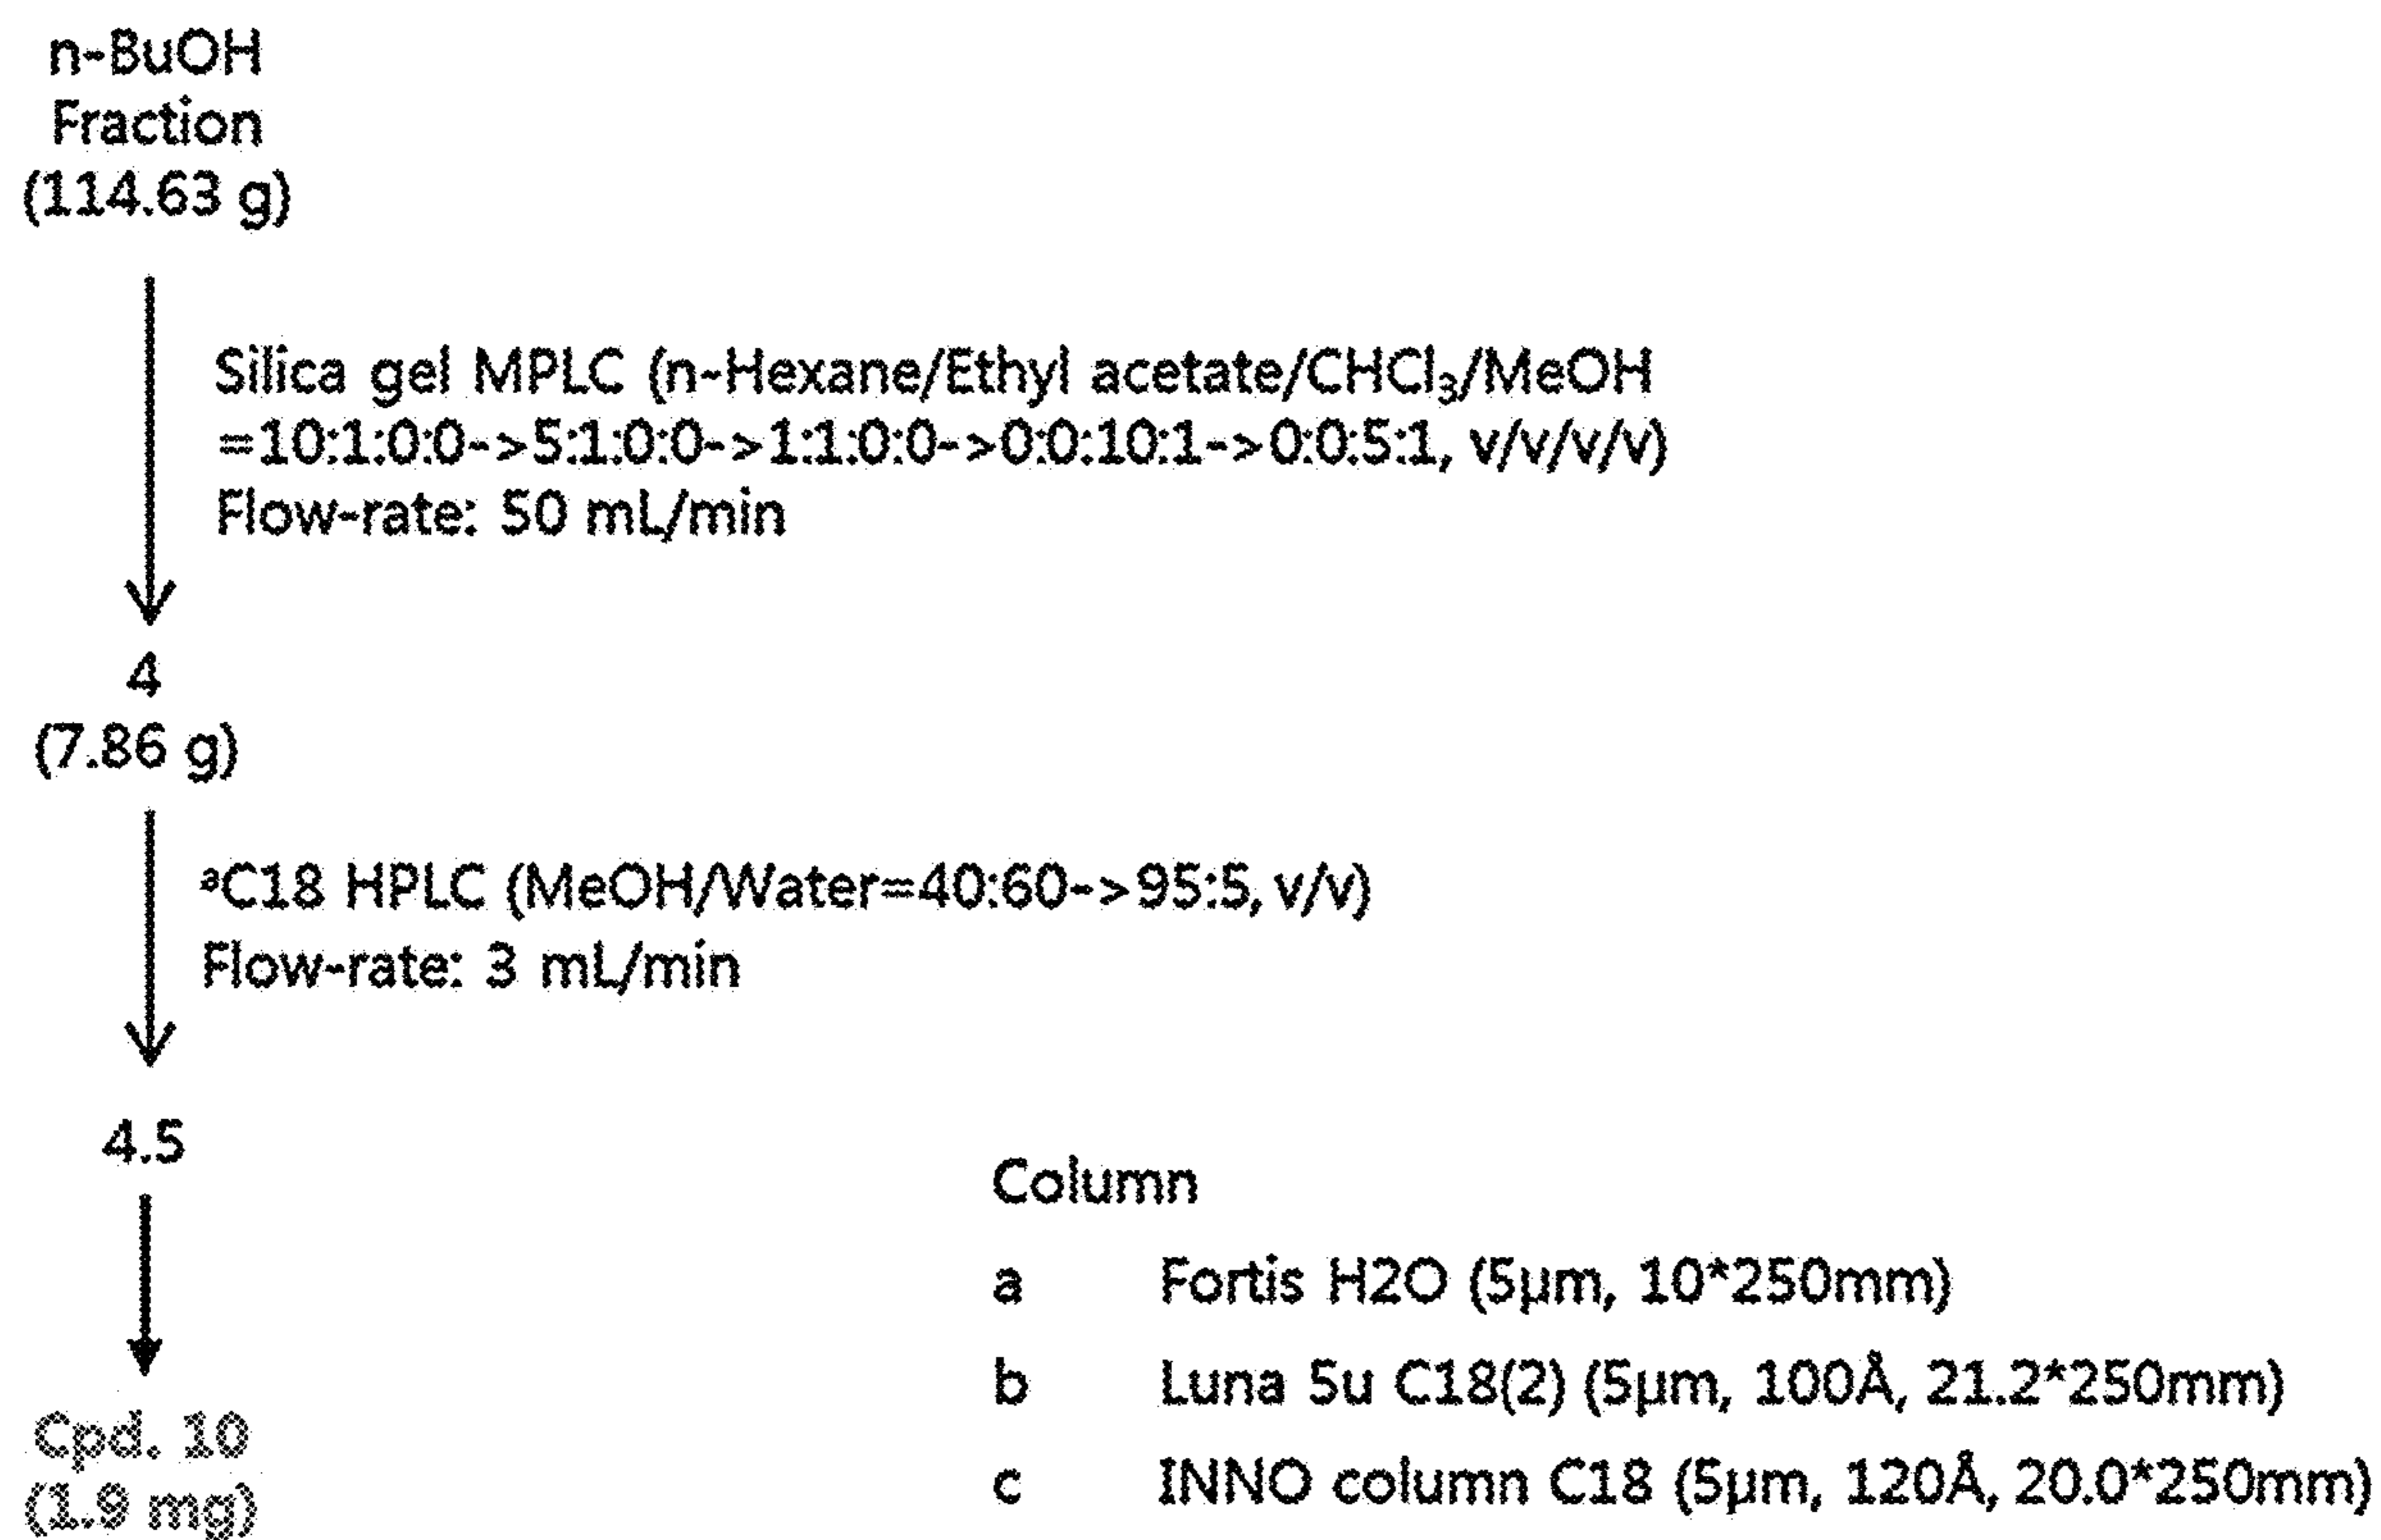 n-BuOH
Fraction
(114.63 g)
Silica gel MPLC (n-Hexane/Ethyl acetate/CHCl₃/MeOH
=10:1:0:0->5:1:0:0->1:1:0:0->0:0:10:1->0:0:5:1, v/v/v/v)
Flow-rate: 50 mL/min
4
(7.86 g)
ᵃC18 HPLC (MeOH/Water=40:60->95:5, v/v)
Flow-rate: 3 mL/min
4.5
Cpd. 10
(1.9 mg)
Column
a Fortis H2O (5μm, 10*250mm)
b Luna 5u C18(2) (5μm, 100Å, 21.2*250mm)
c INNO column C18 (5μm, 120Å, 20.0*250mm)